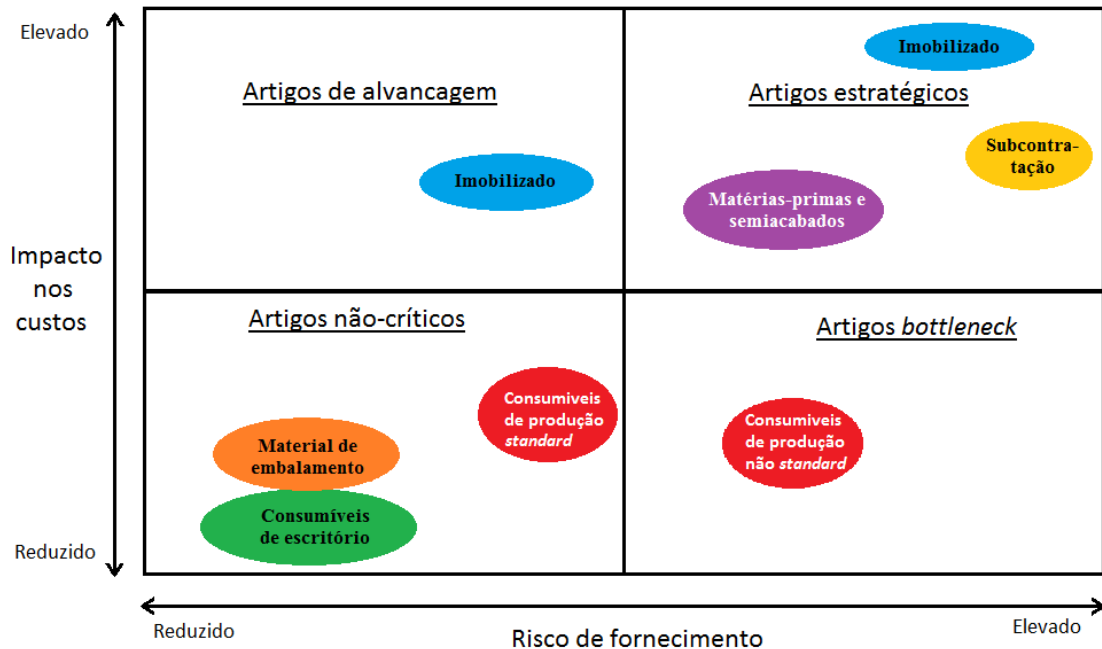 Elevado
Impacto
nos
custos
Reduzido
Artigos de alvancagem
Imobilizado
Imobilizado
Artigos estratégicos
Subcontra-
tação
Matérias-primas e
semiacabados
Artigos não-críticos
Consumiveis
de produção
standard
Material de
embalamento
Consumíveis
de escritório
Artigos bottleneck
Consumiveis
de produção
não standard
Reduzido
Risco de fornecimento
Elevado